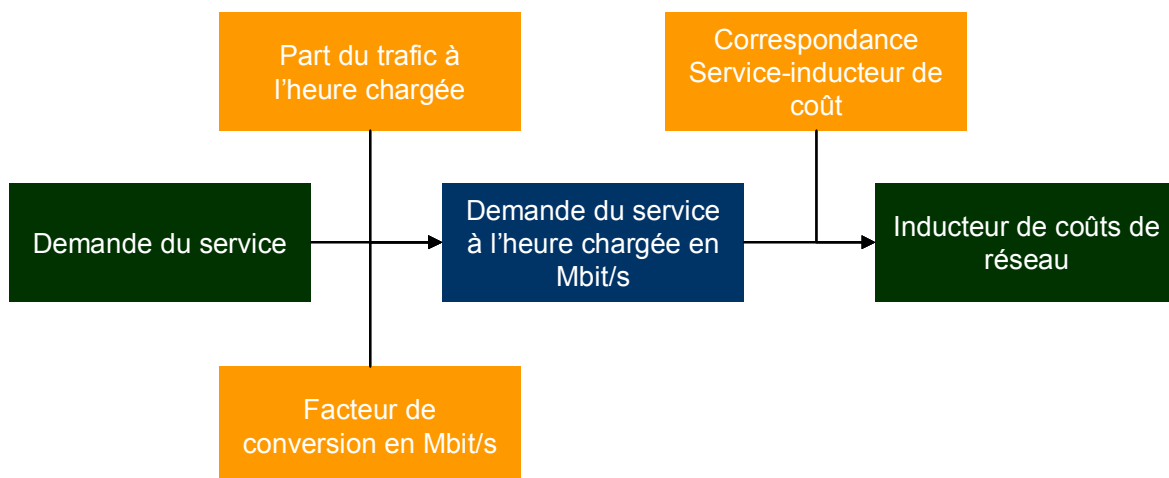 Part du trafic à
l’heure chargée
Correspondance
Service-inducteur de
coût
Demande du service
Demande du service
à l’heure chargée en
Mbit/s
Inducteur de coûts de
réseau
Facteur de
conversion en Mbit/s